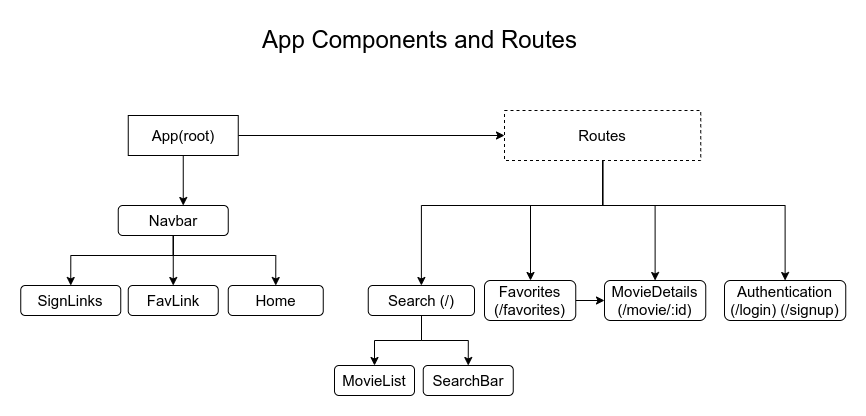 App Components and Routes
App(root)
Routes
Navbar
SignLinks
FavLink
Home
Search (/)
Favorites
(/favorites)
MovieDetails
(/movie/:id)
Authentication
(/login) (/signup)
MovieList
SearchBar